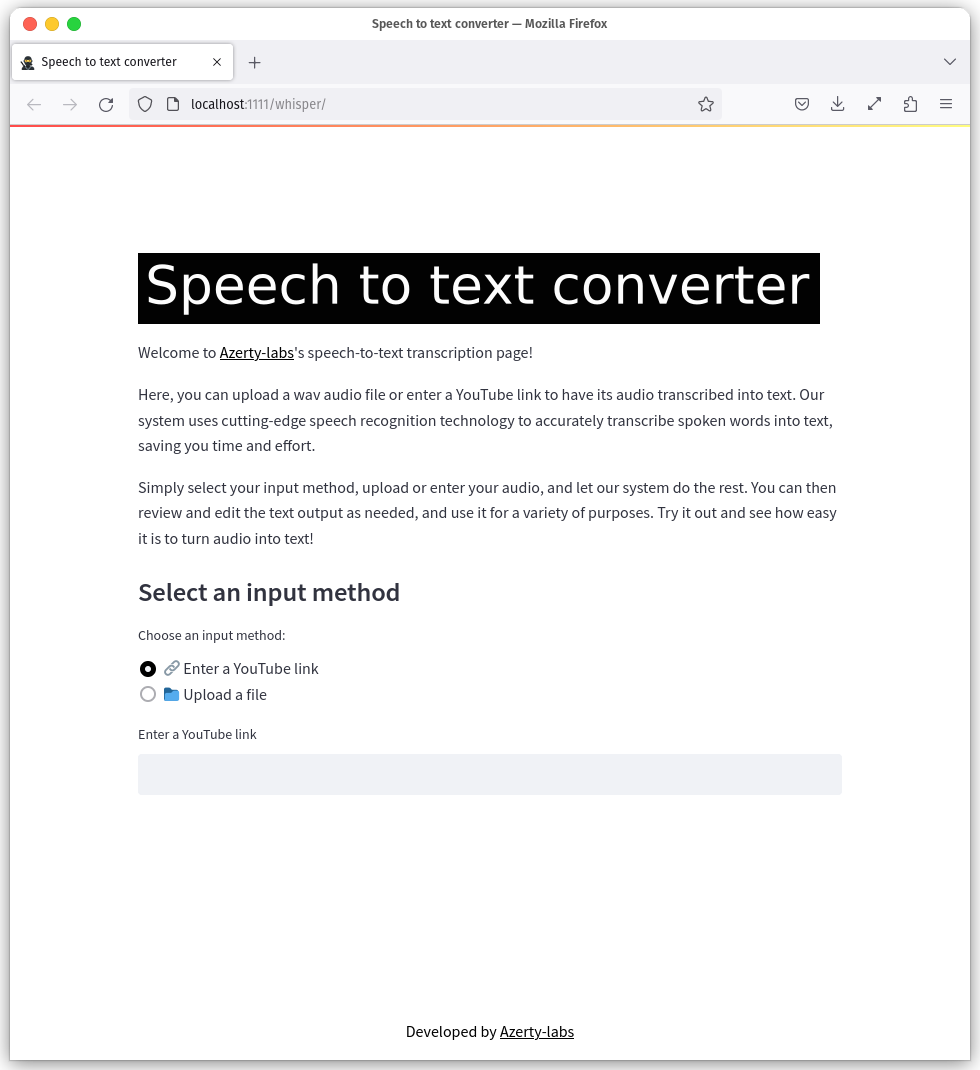 Speech to text converter — Mozilla Firefox
Speech to text converter
localhost:1111/whisper/
Speech to text converter
Welcome to Azerty-labs's speech-to-text transcription page!
Here, you can upload a wav audio file or enter a YouTube link to have its audio transcribed into text. Our
system uses cutting-edge speech recognition technology to accurately transcribe spoken words into text,
saving you time and effort.
Simply select your input method, upload or enter your audio, and let our system do the rest. You can then
review and edit the text output as needed, and use it for a variety of purposes. Try it out and see how easy
it is to turn audio into text!
Select an input method
Choose an input method:
🔗 Enter a YouTube link
📁 Upload a file
Enter a YouTube link
Developed by Azerty-labs